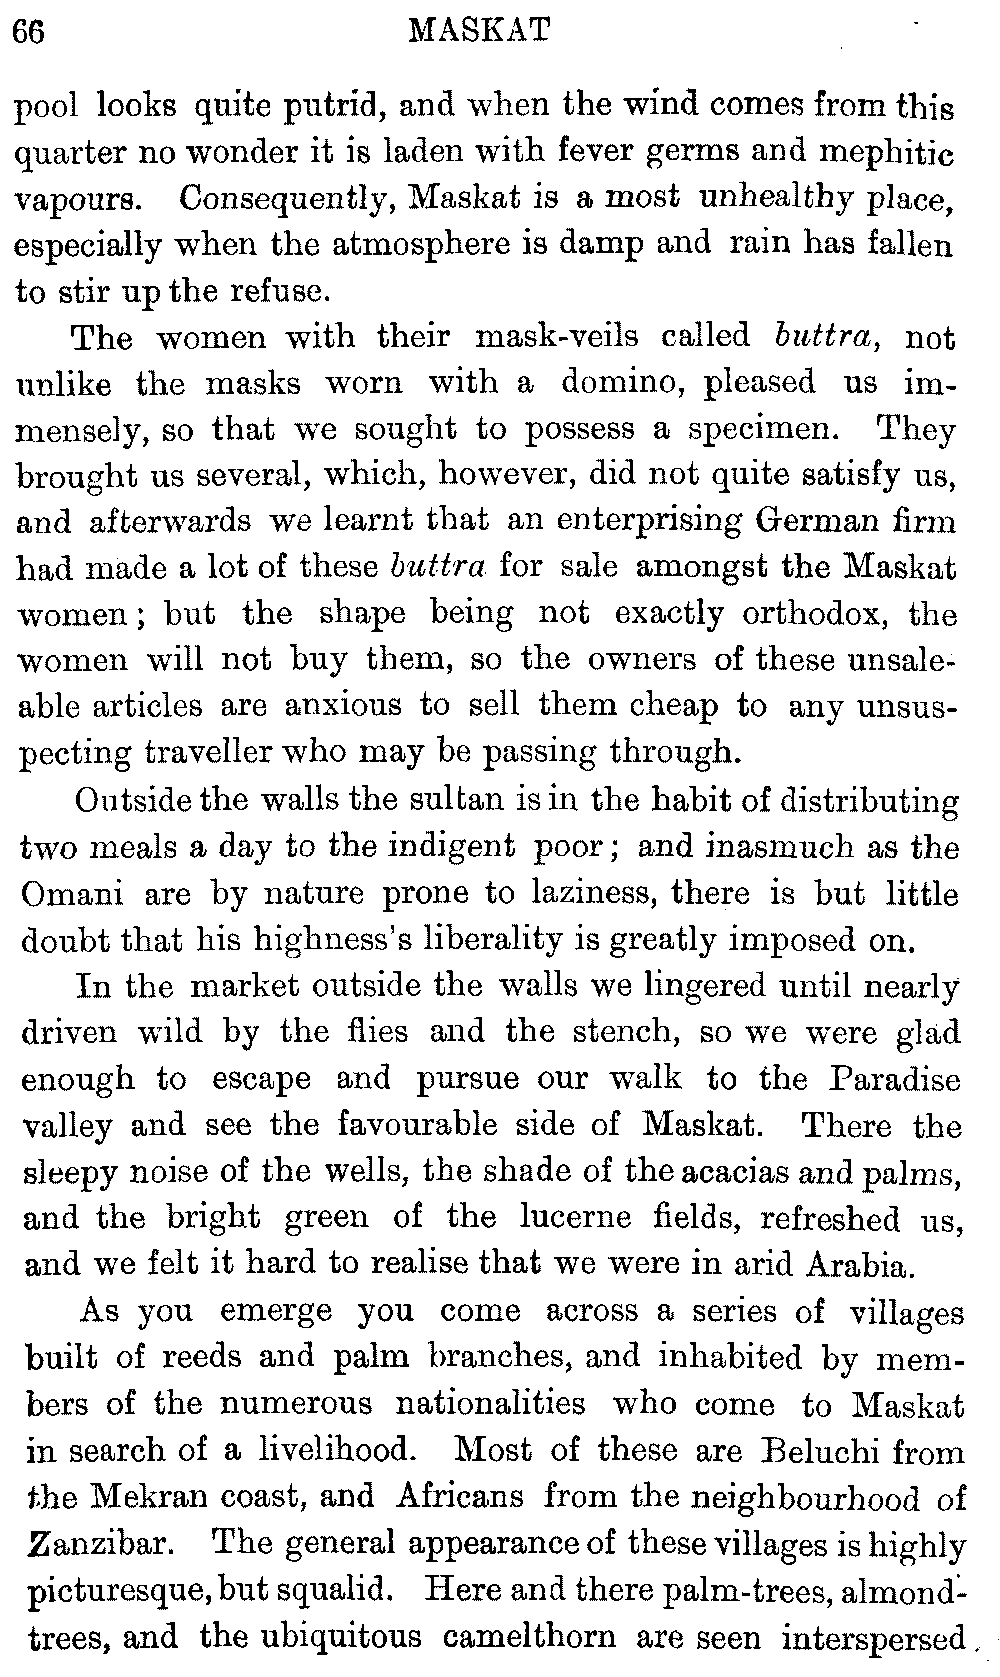 66 MASKAT
pool looks quite putrid, and when the wind comes from this
quarter no wonder it is laden with fever germs and mephitic
vapours. Consequently, Maskat is a most unhealthy place,
especially when the atmosphere is damp and rain has fallen
to stir up the refuse.
The women with their mask-veils called buttra, not
unlike the masks worn with a domino, pleased us im-
mensely, so that we sought to possess a specimen. They
brought us several, which, however, did not quite satisfy us,
and afterwards we learnt that an enterprising German firm
had made a lot of these buttra for sale amongst the Maskat
women; but the shape being not exactly orthodox, the
women will not buy them, so the owners of these unsale-
able articles are anxious to sell them cheap to any unsus-
pecting traveller who may be passing through.
Outside the walls the sultan is in the habit of distributing
two meals a day to the indigent poor; and inasmuch as the
Omani are by nature prone to laziness, there is but little
doubt that his highness's liberality is greatly imposed on.
In the market outside the walls we lingered until nearly
driven wild by the flies and the stench, so we were glad
enough to escape and pursue our walk to the Paradise
valley and see the favourable side of Maskat. There the
sleepy noise of the wells, the shade of the acacias and palms,
and the bright green of the lucerne fields, refreshed us,
and we felt it hard to realise that we were in arid Arabia.
As you emerge you come across a series of villages
built of reeds and palm branches, and inhabited by mem-
bers of the numerous nationalities who come to Maskat
in search of a livelihood. Most of these are Beluchi from
the Mekran coast, and Africans from the neighbourhood of
Zanzibar. The general appearance of these villages is highly
picturesque, but squalid. Here and there palm-trees, almond-
trees, and the ubiquitous camelthorn are seen interspersed.